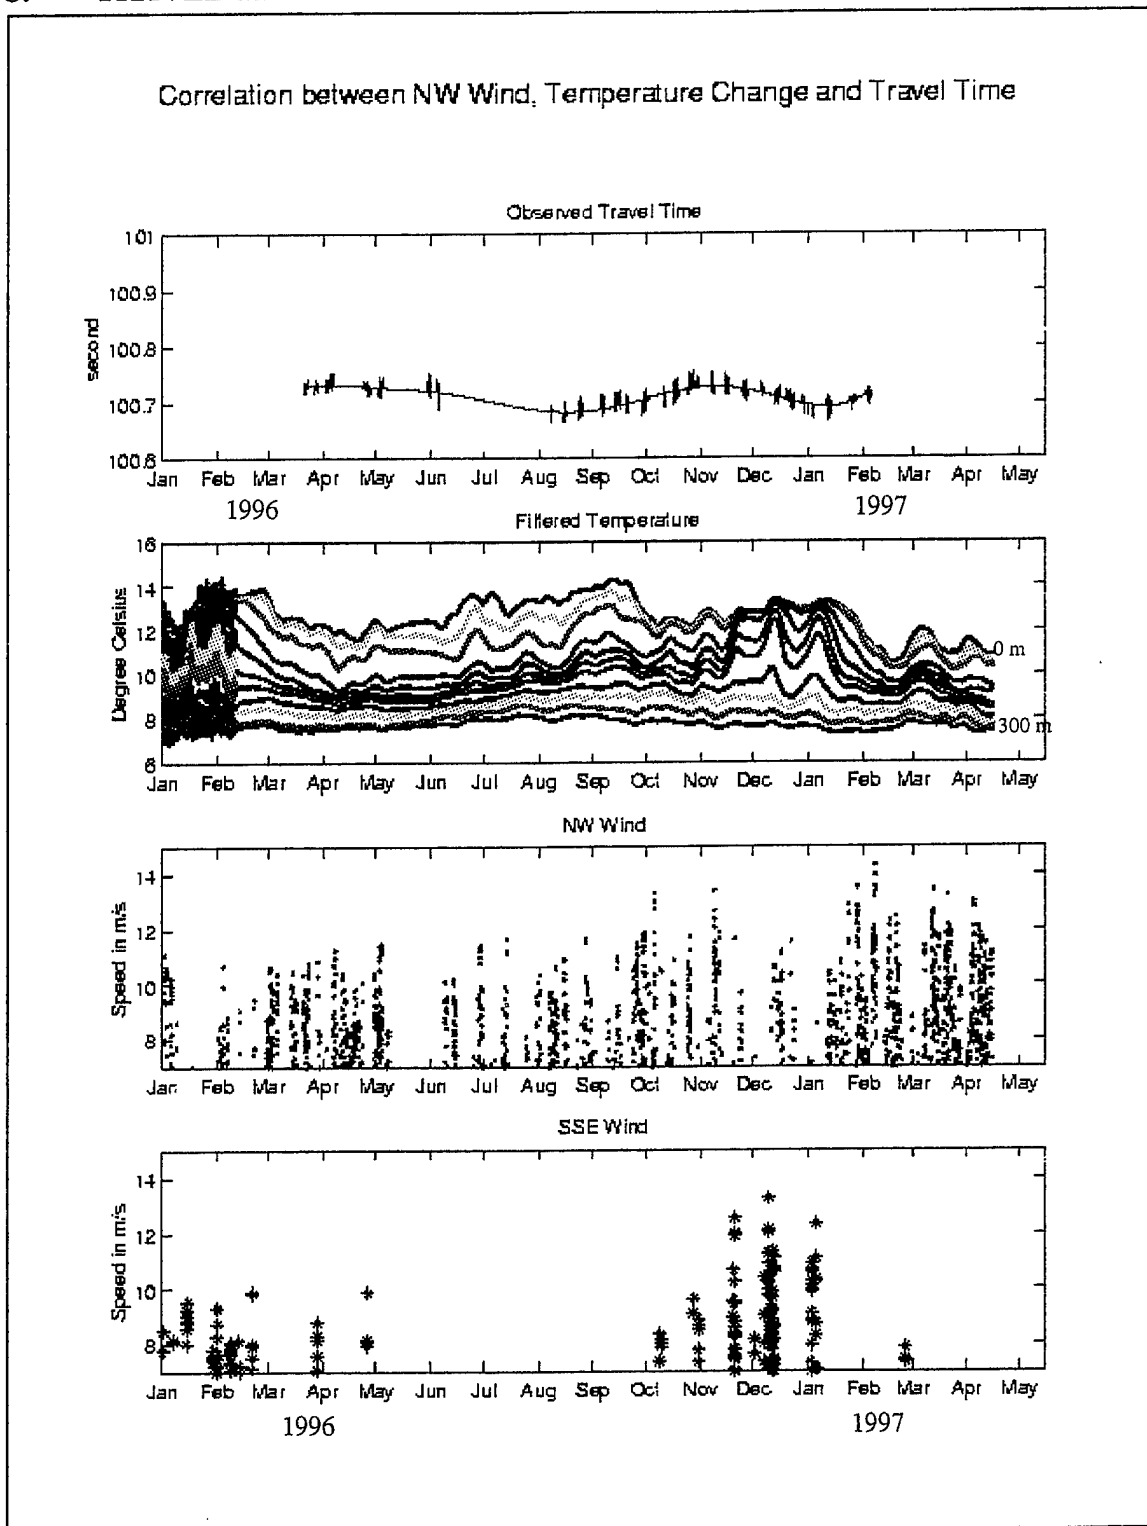 Correlation between NW Wind, Temperature Change and Travel Time
Observed Travel Time
101
100.9
100.8
100.7
100.6
second
Jan Feb Mar Apr May Jun Jul Aug Sep Oct Nov Dec Jan Feb Mar Apr May
1996 1997
Filtered Temperature
16
14
12
10
8
6
Degree Celsius
0 m
300 m
Jan Feb Mar Apr May Jun Jul Aug Sep Oct Nov Dec Jan Feb Mar Apr May
NW Wind
14
12
10
8
Speed in m/s
Jan Feb Mar Apr May Jun Jul Aug Sep Oct Nov Dec Jan Feb Mar Apr May
SSE Wind
14
12
10
8
Speed in m/s
Jan Feb Mar Apr May Jun Jul Aug Sep Oct Nov Dec Jan Feb Mar Apr May
1996 1997